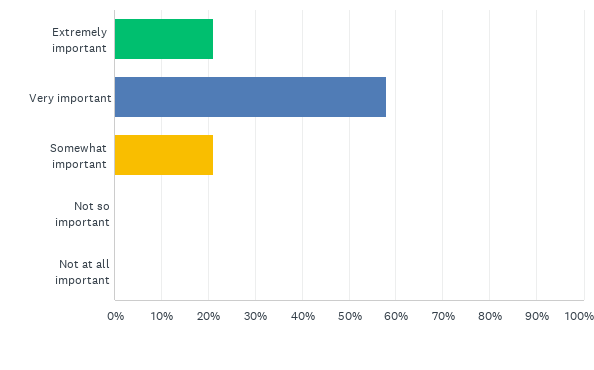 Extremely
important
Very important
Somewhat
important
Not so
important
Not at all
important
0% 10% 20% 30% 40% 50% 60% 70% 80% 90% 100%